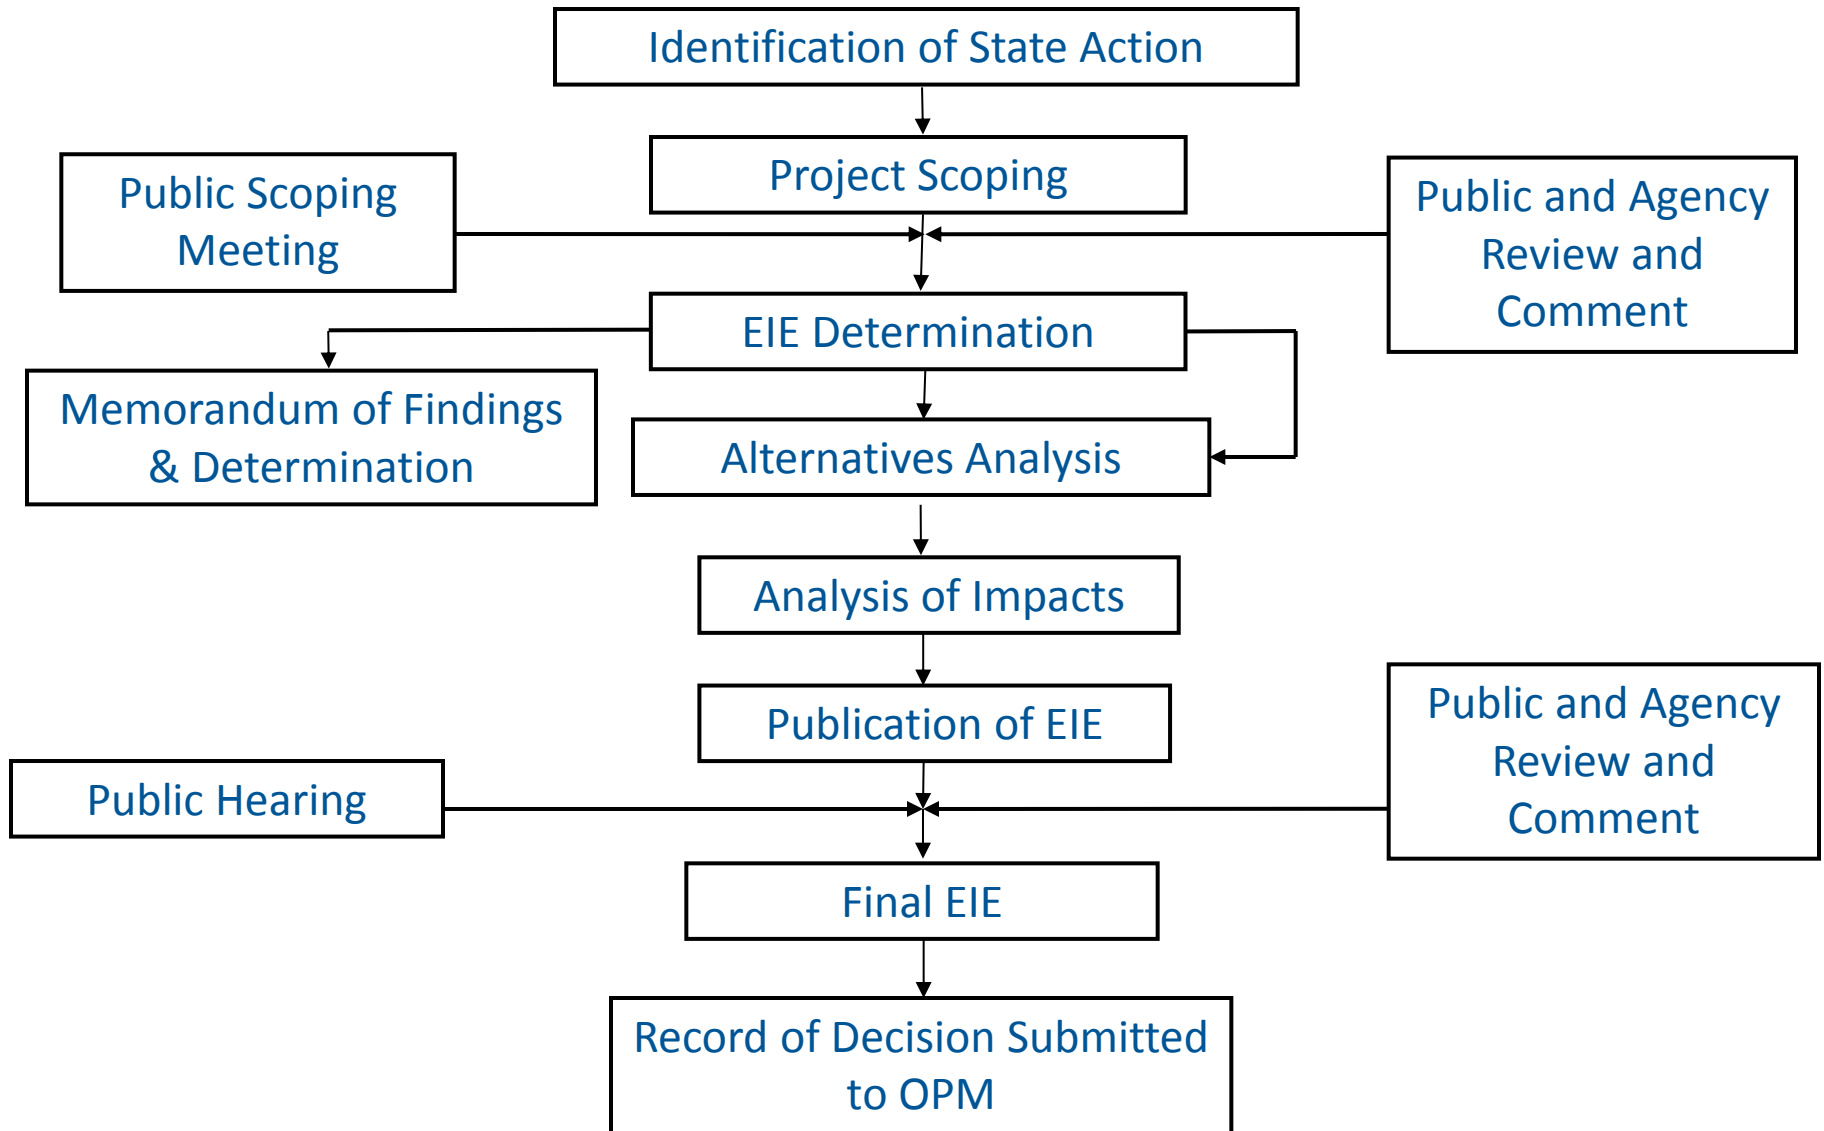 Identification of State Action
Project Scoping
Public Scoping
Meeting
Public and Agency
Review and
Comment
EIE Determination
Memorandum of Findings
& Determination
Alternatives Analysis
Analysis of Impacts
Publication of EIE
Public and Agency
Review and
Comment
Public Hearing
Final EIE
Record of Decision Submitted
to OPM